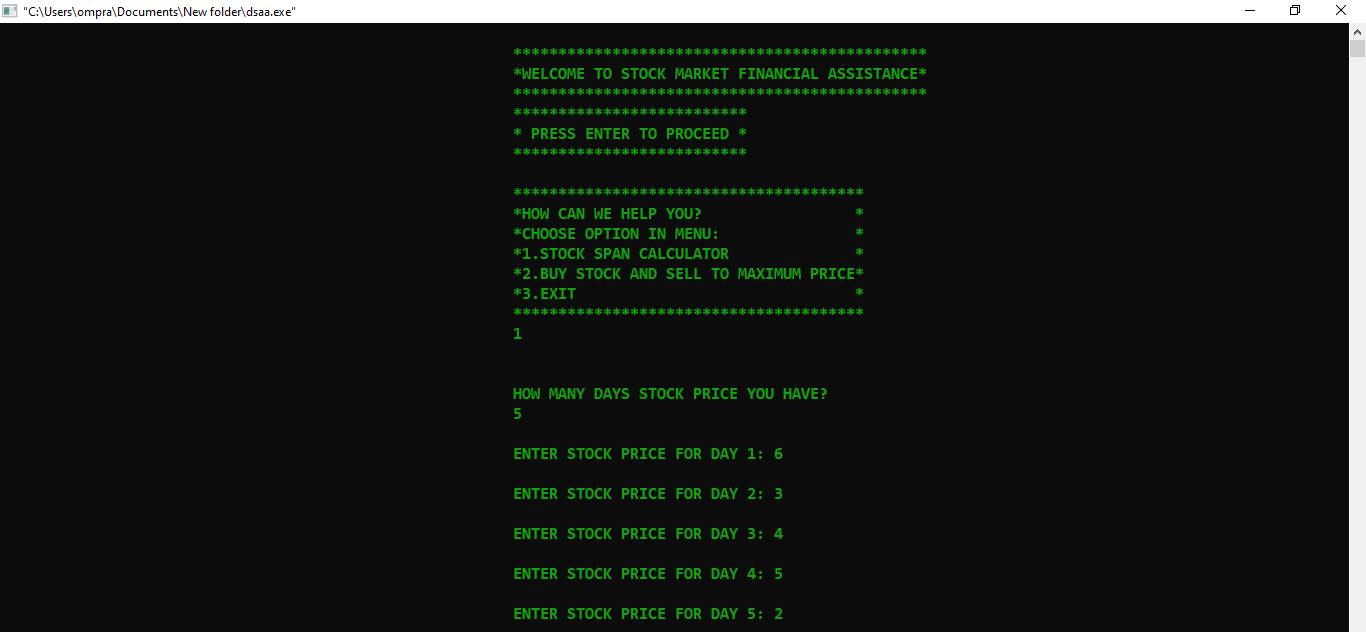 "C:\Users\ompra\Documents\New folder\dsaa.exe"
**********************************************
*WELCOME TO STOCK MARKET FINANCIAL ASSISTANCE*
**********************************************
**************************
* PRESS ENTER TO PROCEED *
**************************
***************************************
*HOW CAN WE HELP YOU?                 *
*CHOOSE OPTION IN MENU:               *
*1.STOCK SPAN CALCULATOR              *
*2.BUY STOCK AND SELL TO MAXIMUM PRICE*
*3.EXIT                               *
***************************************
1
HOW MANY DAYS STOCK PRICE YOU HAVE?
5
ENTER STOCK PRICE FOR DAY 1: 6
ENTER STOCK PRICE FOR DAY 2: 3
ENTER STOCK PRICE FOR DAY 3: 4
ENTER STOCK PRICE FOR DAY 4: 5
ENTER STOCK PRICE FOR DAY 5: 2